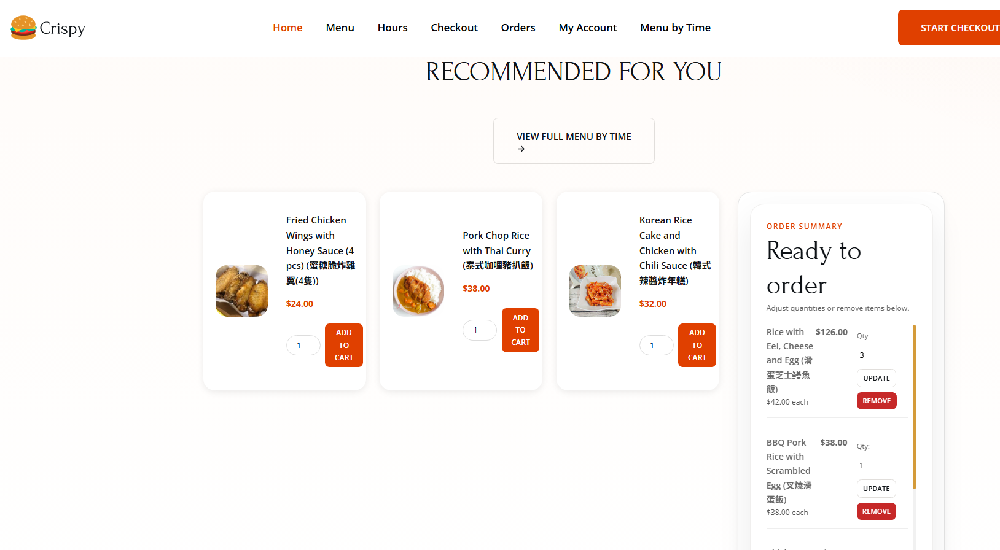 Crispy
Home
Menu
Hours
Checkout
Orders
My Account
Menu by Time
START CHECKOUT
RECOMMENDED FOR YOU
VIEW FULL MENU BY TIME
→
Fried Chicken
Wings with
Honey Sauce (4
pcs) (蜜糖脆炸雞
翼(4隻))
$24.00
1
ADD
TO
CART
Pork Chop Rice
with Thai Curry
(泰式咖哩豬扒飯)
$38.00
1
ADD
TO
CART
Korean Rice
Cake and
Chicken with
Chili Sauce (韓式
辣醬炸年糕)
$32.00
1
ADD
TO
CART
ORDER SUMMARY
Ready to
order
Adjust quantities or remove items below.
Rice with
Eel, Cheese
and Egg (滑
蛋芝士鰻魚
飯)
$42.00 each
$126.00
Qty:
3
UPDATE
REMOVE
BBQ Pork
Rice with
Scrambled
Egg (叉燒滑
蛋飯)
$38.00 each
$38.00
Qty:
1
UPDATE
REMOVE